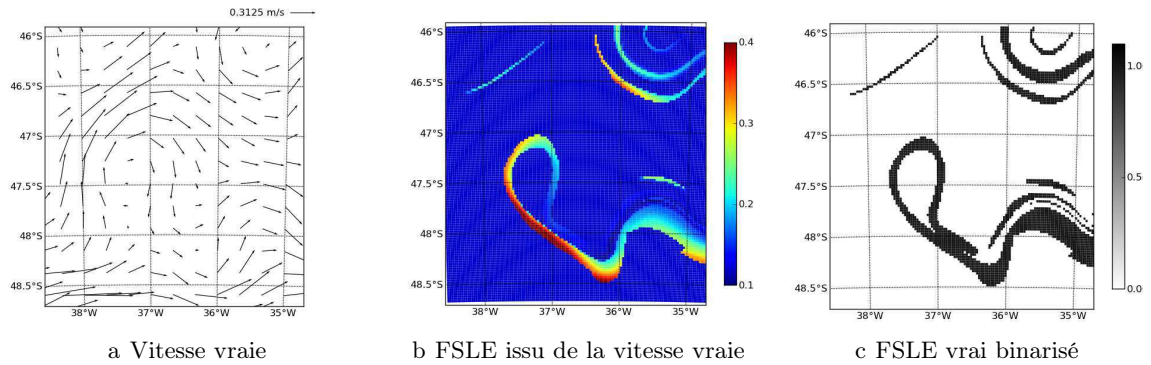 0.3125 m/s
46°S
46.5°S
47°S
47.5°S
48°S
48.5°S
38°W 37°W 36°W 35°W
a Vitesse vraie
46°S
46.5°S
47°S
47.5°S
48°S
48.5°S
38°W 37°W 36°W 35°W
0.4
0.3
0.2
0.1
b FSLE issu de la vitesse vraie
46°S
46.5°S
47°S
47.5°S
48°S
48.5°S
38°W 37°W 36°W 35°W
1.0
0.5
0.0
c FSLE vrai binarisé